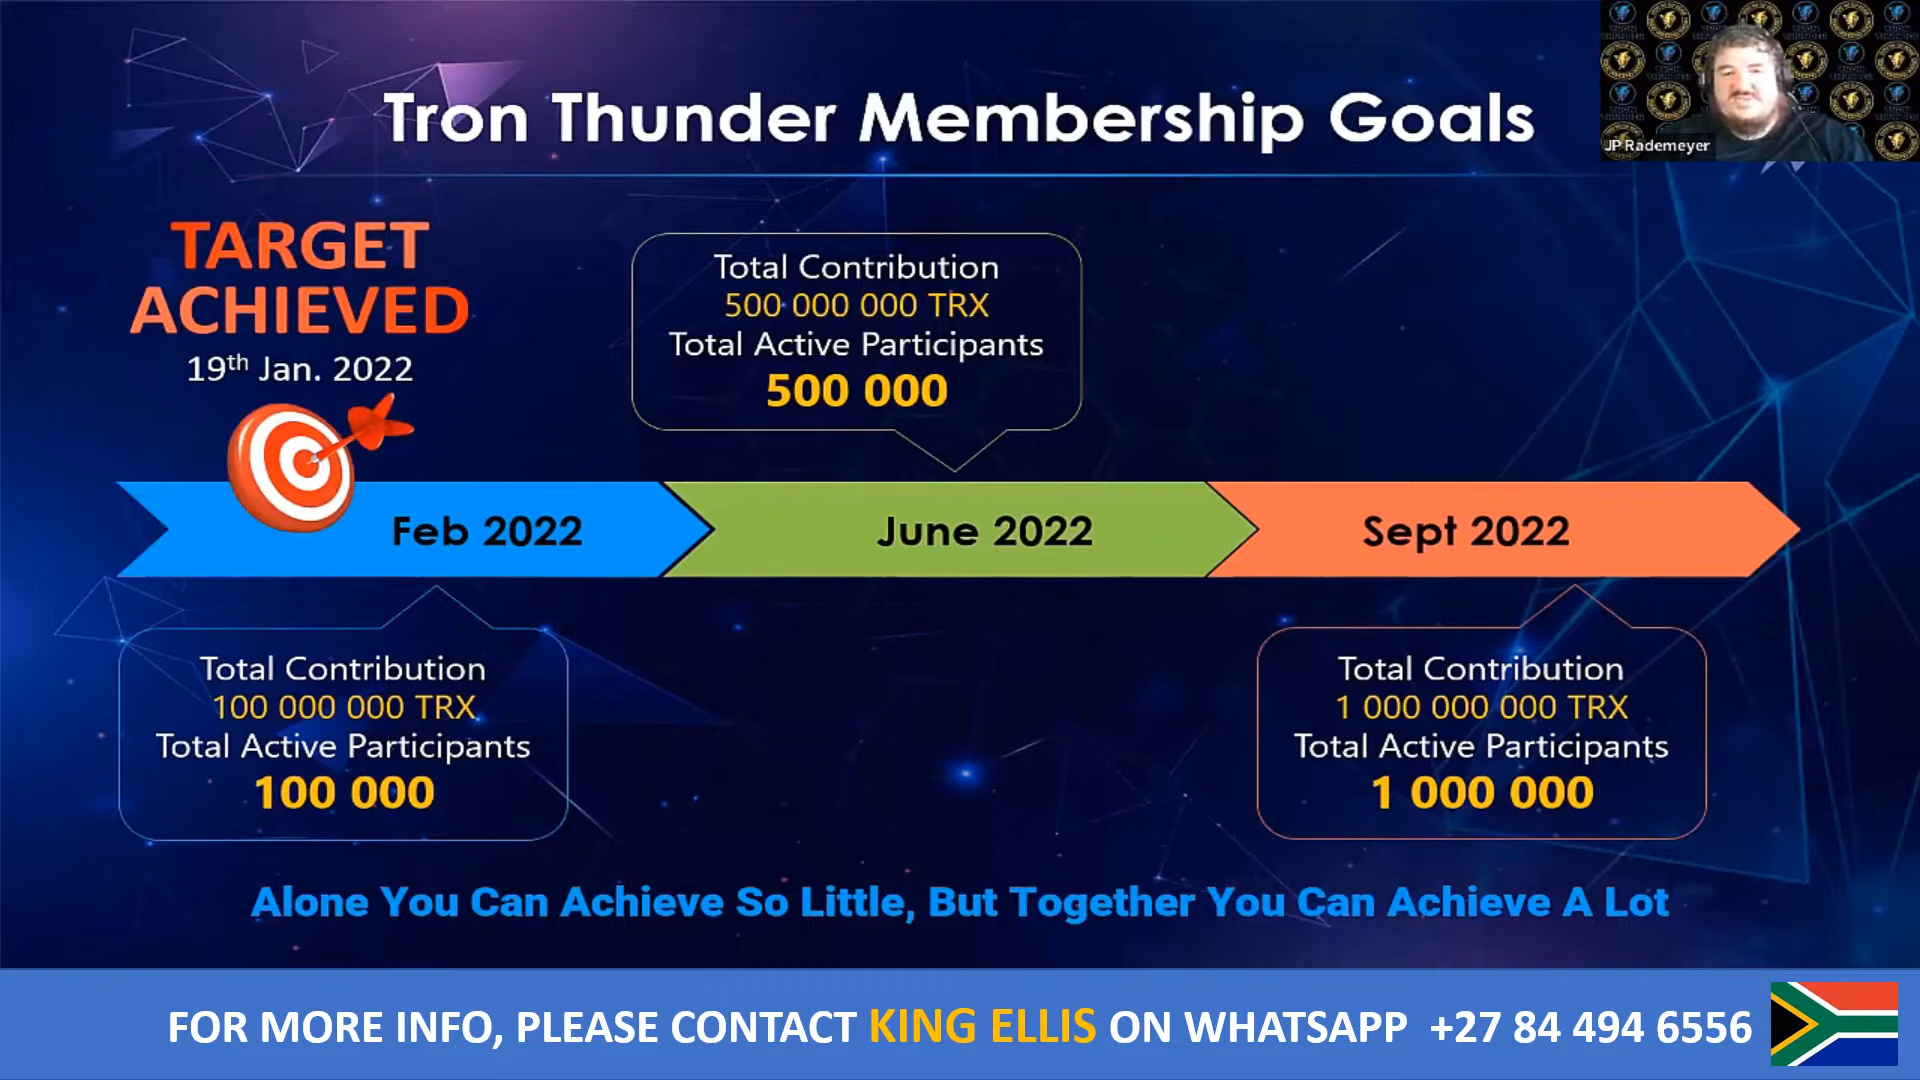 Tron Thunder Membership Goals
JP Rademeyer
TARGET
ACHIEVED
19th Jan. 2022
Total Contribution
500 000 000 TRX
Total Active Participants
500 000
Feb 2022
June 2022
Sept 2022
Total Contribution
100 000 000 TRX
Total Active Participants
100 000
Total Contribution
1 000 000 000 TRX
Total Active Participants
1 000 000
Alone You Can Achieve So Little, But Together You Can Achieve A Lot
FOR MORE INFO, PLEASE CONTACT KING ELLIS ON WHATSAPP +27 84 494 6556